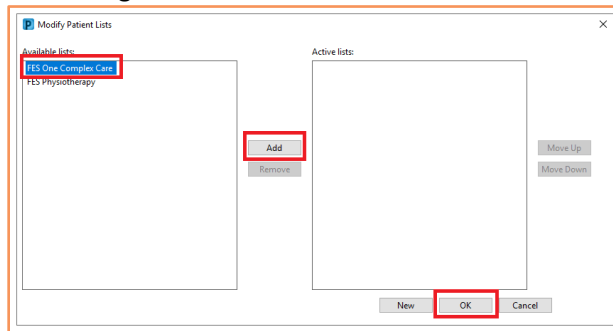 Modify Patient Lists
Available lists:
Active lists:
FES One Complex Care
FES Physiotherapy
Add
Remove
Move Up
Move Down
New
OK
Cancel